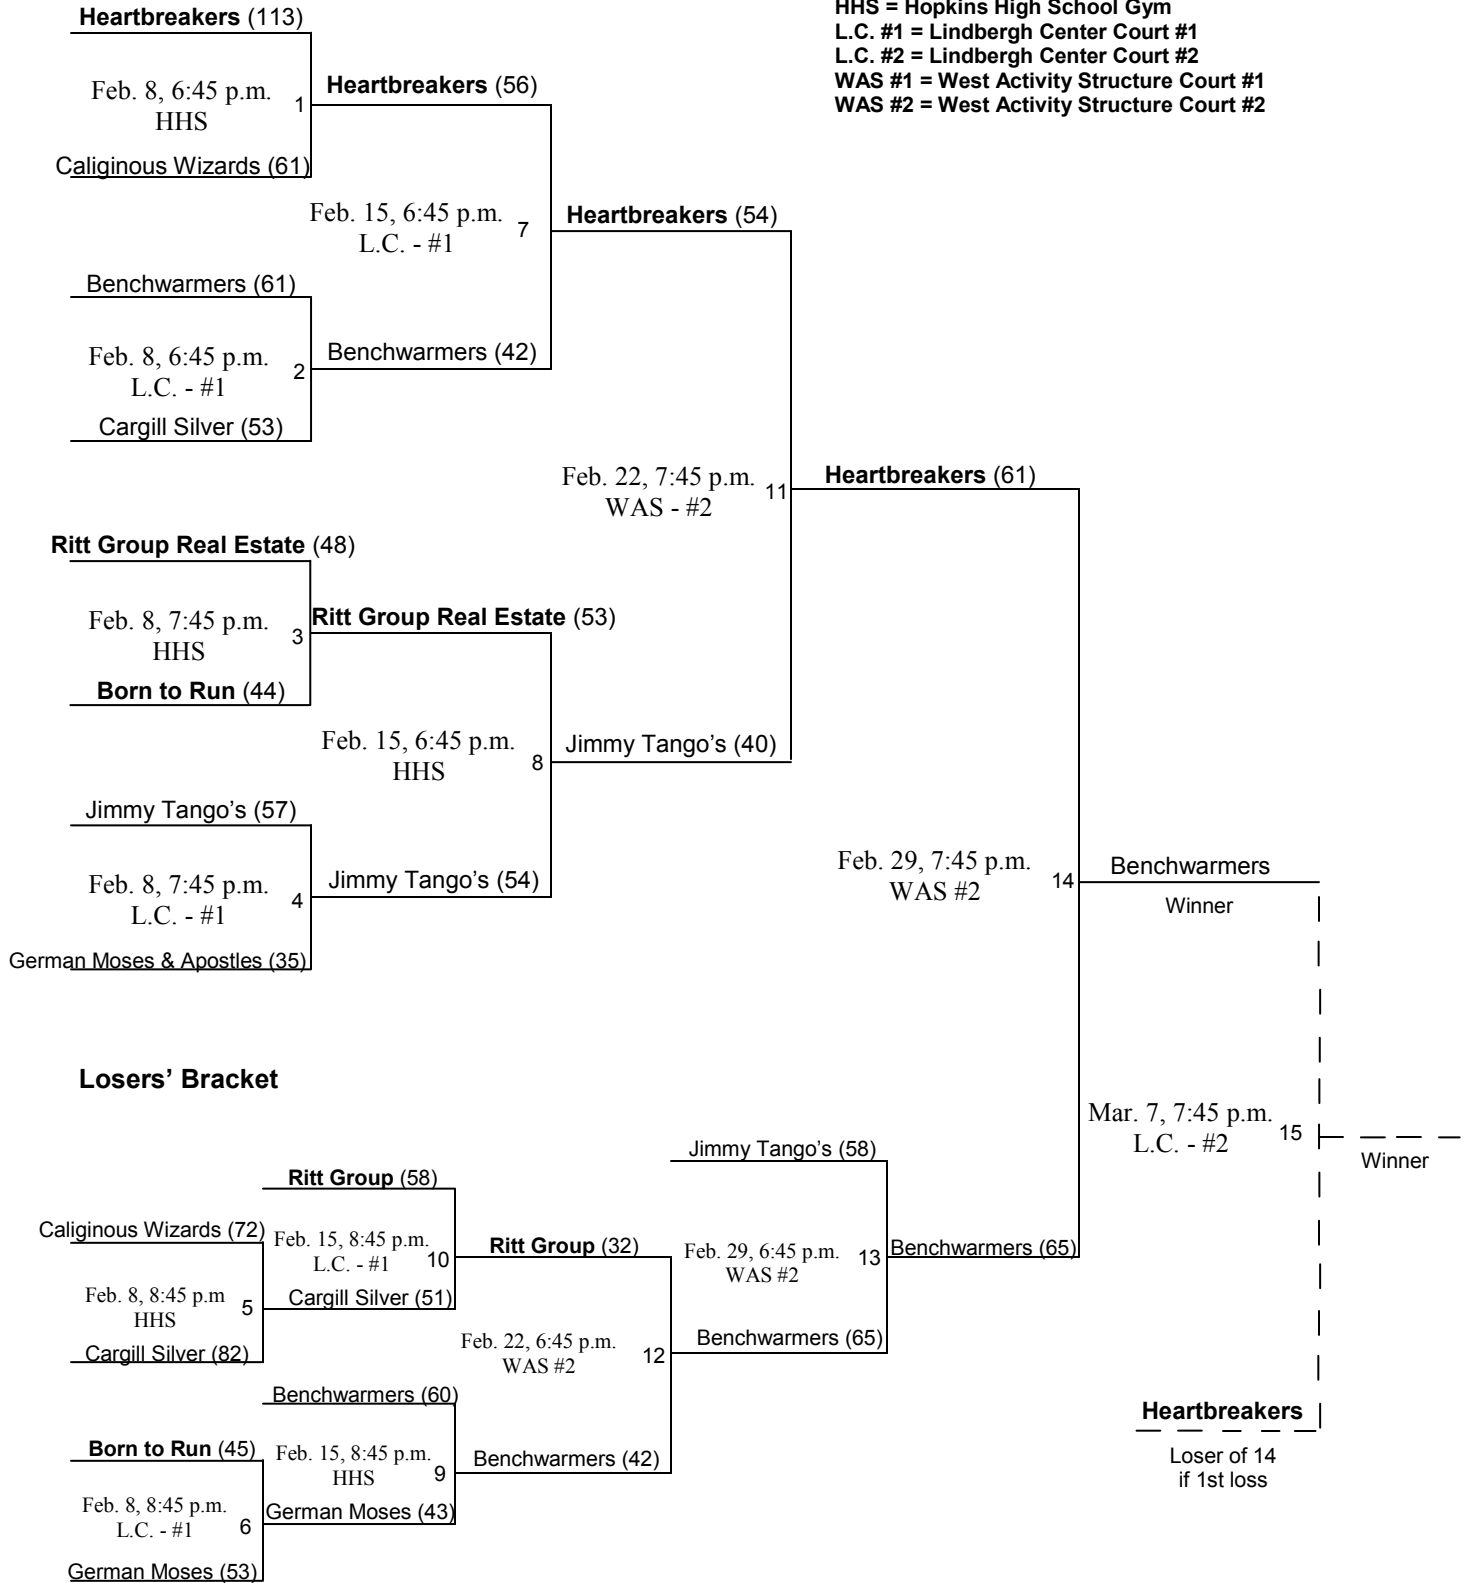 HHS = Hopkins High School Gym
L.C. #1 = Lindbergh Center Court #1
L.C. #2 = Lindbergh Center Court #2
WAS #1 = West Activity Structure Court #1
WAS #2 = West Activity Structure Court #2
Heartbreakers (113)
Feb. 8, 6:45 p.m.
HHS
1
Caliginous Wizards (61)
Heartbreakers (56)
Feb. 15, 6:45 p.m.
L.C. - #1
7
Benchwarmers (61)
Feb. 8, 6:45 p.m.
L.C. - #1
2
Cargill Silver (53)
Benchwarmers (42)
Heartbreakers (54)
Feb. 22, 7:45 p.m.
WAS - #2
11
Heartbreakers (61)
Ritt Group Real Estate (48)
Feb. 8, 7:45 p.m.
HHS
3
Born to Run (44)
Ritt Group Real Estate (53)
Feb. 15, 6:45 p.m.
HHS
8
Jimmy Tango's (40)
Jimmy Tango's (57)
Feb. 8, 7:45 p.m.
L.C. - #1
4
German Moses & Apostles (35)
Jimmy Tango's (54)
Feb. 29, 7:45 p.m.
WAS #2
14
Benchwarmers
Winner
Losers' Bracket
Mar. 7, 7:45 p.m.
L.C. - #2
15
Winner
Jimmy Tango's (58)
Ritt Group (58)
Caliginous Wizards (72)
Feb. 15, 8:45 p.m.
L.C. - #1
10
Ritt Group (32)
Feb. 29, 6:45 p.m.
WAS #2
13
Benchwarmers (65)
Feb. 8, 8:45 p.m
HHS
5
Cargill Silver (51)
Cargill Silver (82)
Feb. 22, 6:45 p.m.
WAS #2
12
Benchwarmers (65)
Benchwarmers (60)
Born to Run (45)
Feb. 15, 8:45 p.m.
HHS
9
Benchwarmers (42)
Feb. 8, 8:45 p.m.
L.C. - #1
6
German Moses (43)
German Moses (53)
Heartbreakers
Loser of 14
if 1st loss